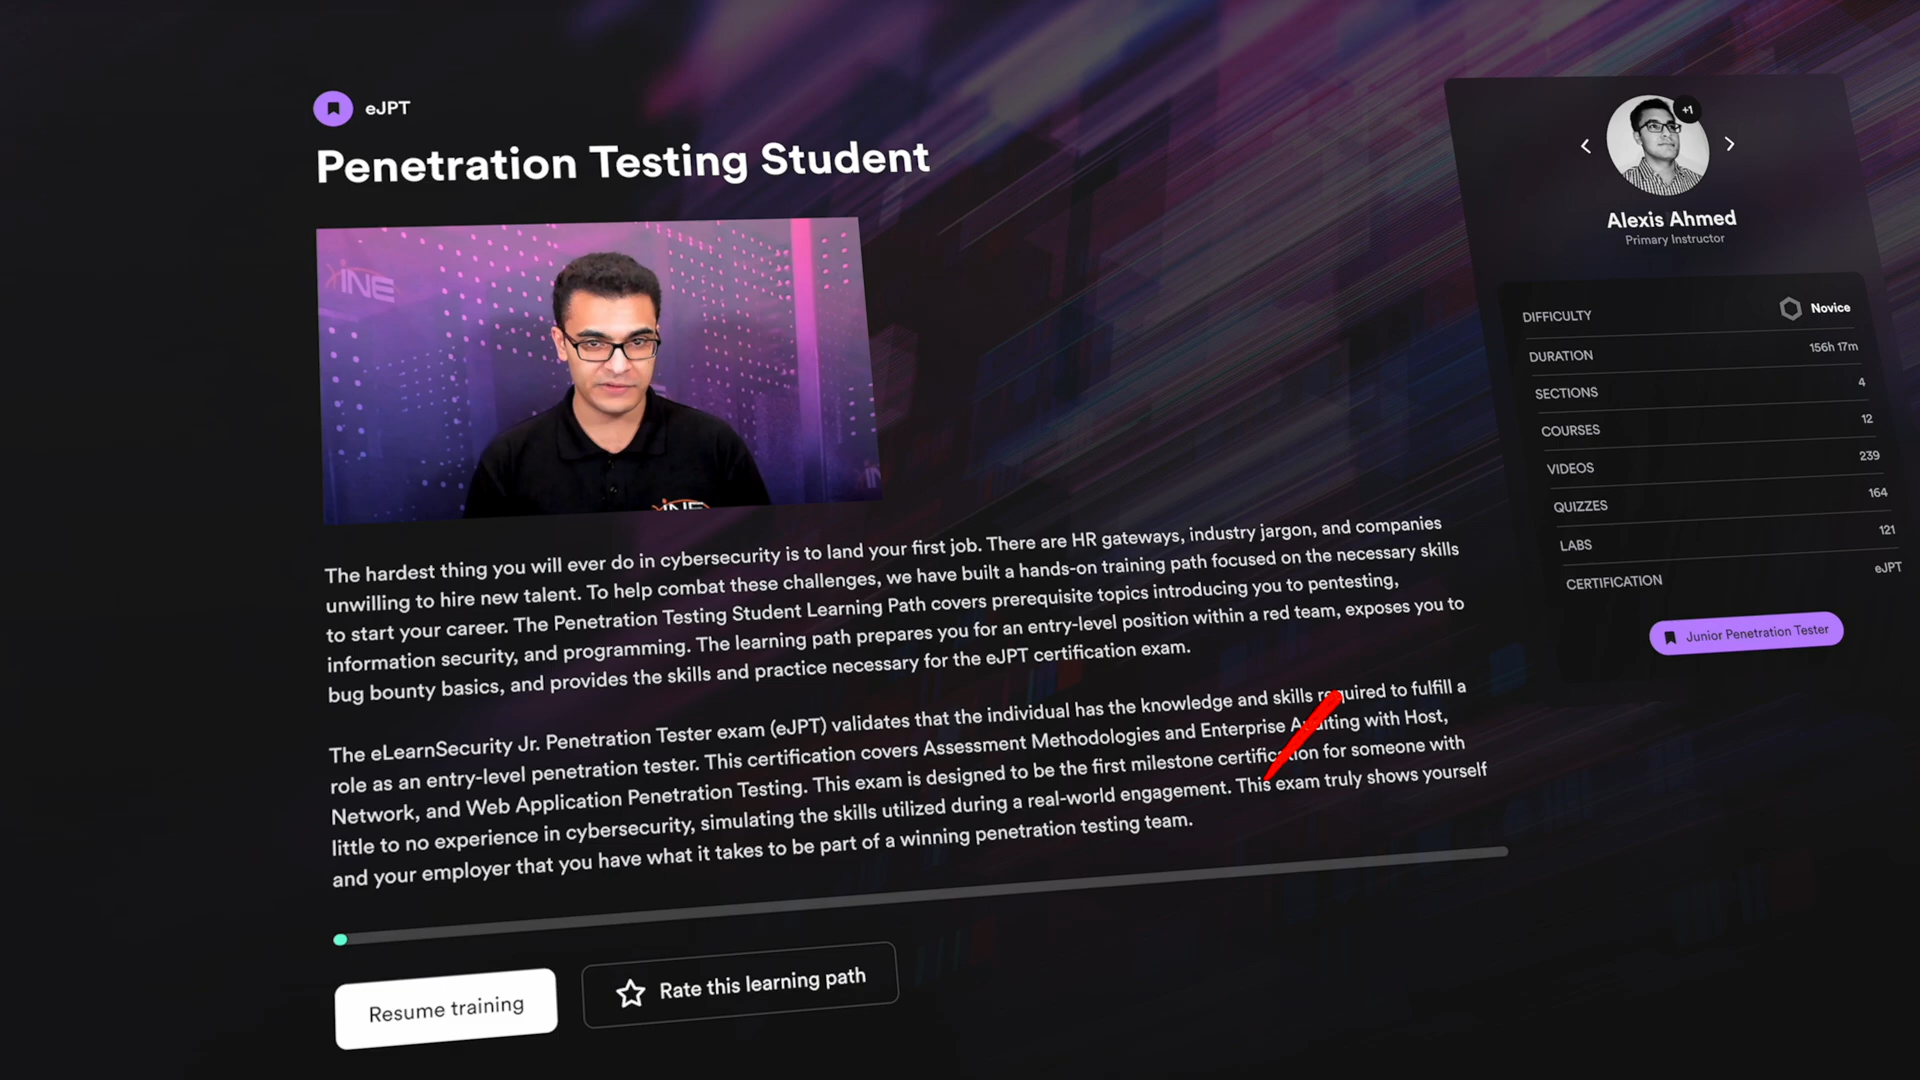 eJPT
Penetration Testing Student
INE
INE
The hardest thing you will ever do in cybersecurity is to land your first job. There are HR gateways, industry jargon, and companies
unwilling to hire new talent. To help combat these challenges, we have built a hands-on training path focused on the necessary skills
to start your career. The Penetration Testing Student Learning Path covers prerequisite topics introducing you to pentesting,
information security, and programming. The learning path prepares you for an entry-level position within a red team, exposes you to
bug bounty basics, and provides the skills and practice necessary for the eJPT certification exam.
The eLearnSecurity Jr. Penetration Tester exam (eJPT) validates that the individual has the knowledge and skills required to fulfill a
role as an entry-level penetration tester. This certification covers Assessment Methodologies and Enterprise Auditing with Host,
Network, and Web Application Penetration Testing. This exam is designed to be the first milestone certification for someone with
little to no experience in cybersecurity, simulating the skills utilized during a real-world engagement. This exam truly shows yourself
and your employer that you have what it takes to be part of a winning penetration testing team.
Resume training
Rate this learning path
+1
Alexis Ahmed
Primary Instructor
DIFFICULTY Novice
DURATION 156h 17m
SECTIONS 4
COURSES 12
VIDEOS 239
QUIZZES 164
LABS 121
CERTIFICATION eJPT
Junior Penetration Tester